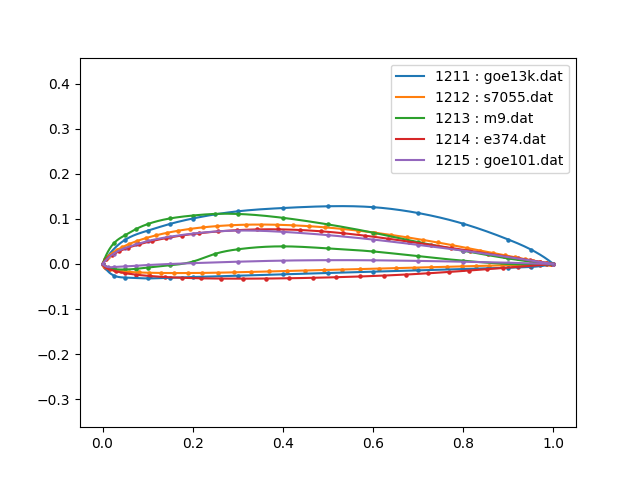 1211 : goe13k.dat
1212 : s7055.dat
1213 : m9.dat
1214 : e374.dat
1215 : goe101.dat
0.4
0.3
0.2
0.1
0.0
−0.1
−0.2
−0.3
0.0 0.2 0.4 0.6 0.8 1.0